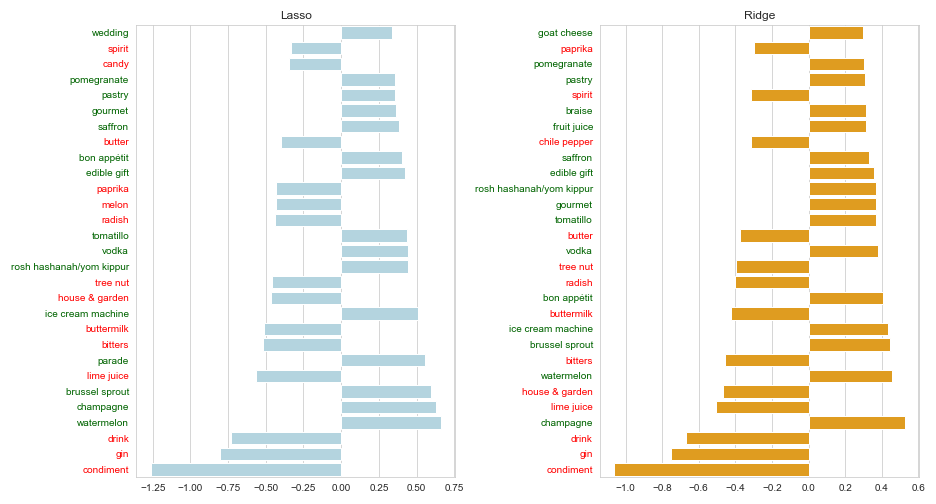 Lasso
wedding
spirit
candy
pomegranate
pastry
gourmet
saffron
butter
bon appétit
edible gift
paprika
melon
radish
tomatillo
vodka
rosh hashanah/yom kippur
tree nut
house & garden
ice cream machine
buttermilk
bitters
parade
lime juice
brussel sprout
champagne
watermelon
drink
gin
condiment
−1.25 −1.00 −0.75 −0.50 −0.25 0.00 0.25 0.50 0.75
Ridge
goat cheese
paprika
pomegranate
pastry
spirit
braise
fruit juice
chile pepper
saffron
edible gift
rosh hashanah/yom kippur
gourmet
tomatillo
butter
vodka
tree nut
radish
bon appétit
buttermilk
ice cream machine
brussel sprout
bitters
watermelon
house & garden
lime juice
champagne
drink
gin
condiment
−1.0 −0.8 −0.6 −0.4 −0.2 0.0 0.2 0.4 0.6